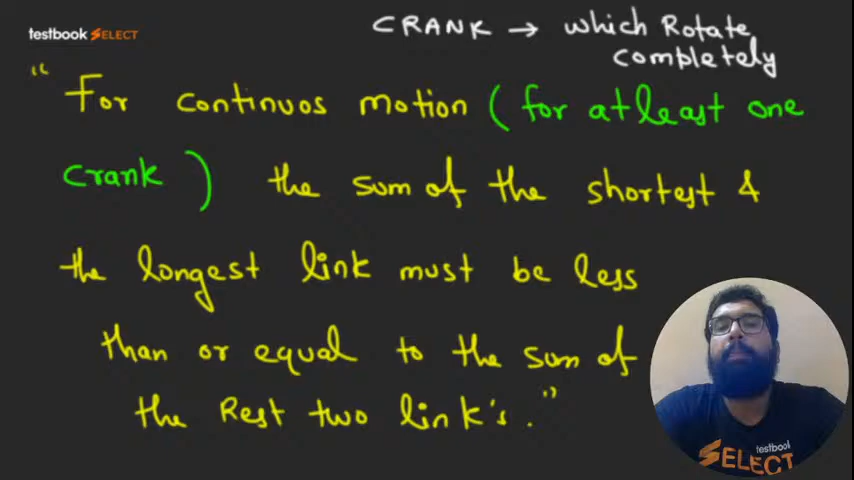 testbook SELECT
CRANK → which Rotate
completely
"For continuos motion (for atleast one
crank) the sum of the shortest &
the longest link must be less
than or equal to the sum of
the Rest two link's."
testbook
SELECT